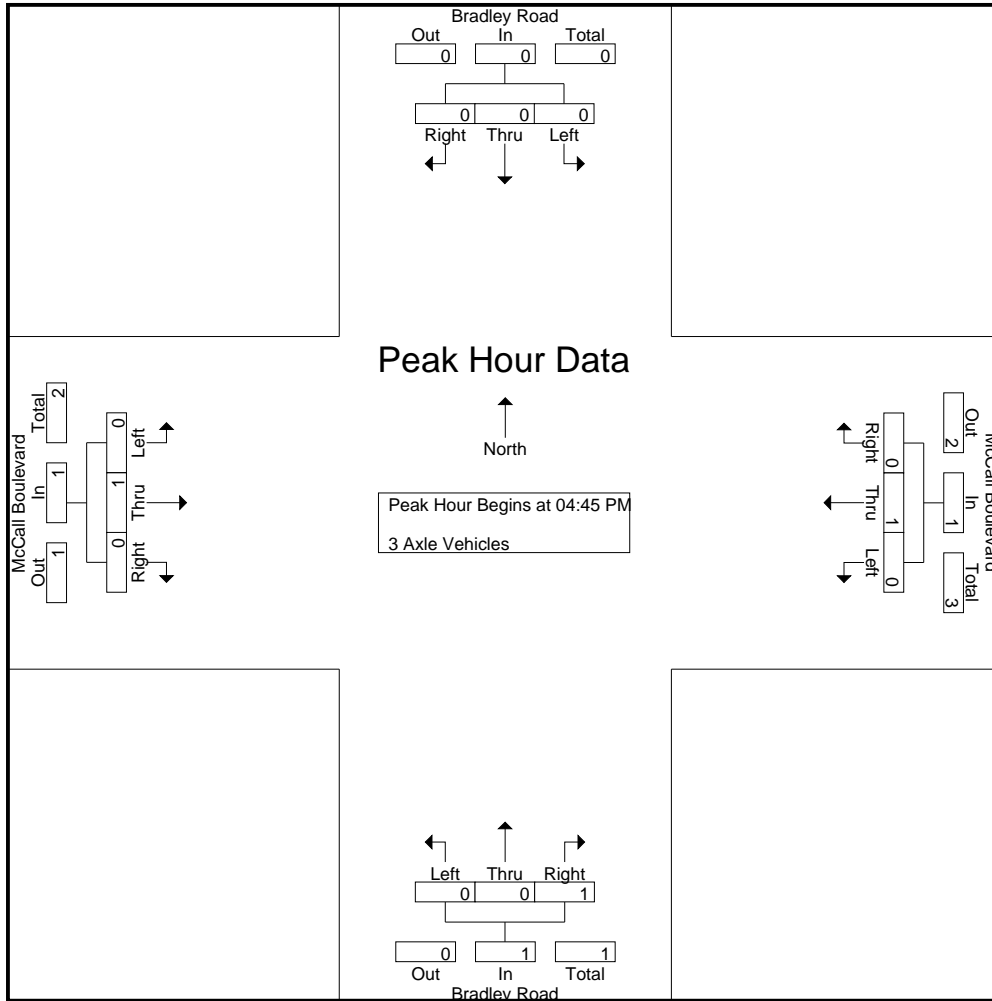 Bradley Road
Out In Total
0 0 0
0 0 0
Right Thru Left
Peak Hour Data
North
Peak Hour Begins at 04:45 PM
3 Axle Vehicles
McCall Boulevard
Out In Total
1 1 2
Right Thru Left
0 1 0
McCall Boulevard
Out In Total
2 1 3
Right Thru Left
0 1 0
Left Thru Right
0 0 1
0 1 1
Out In Total
Bradley Road